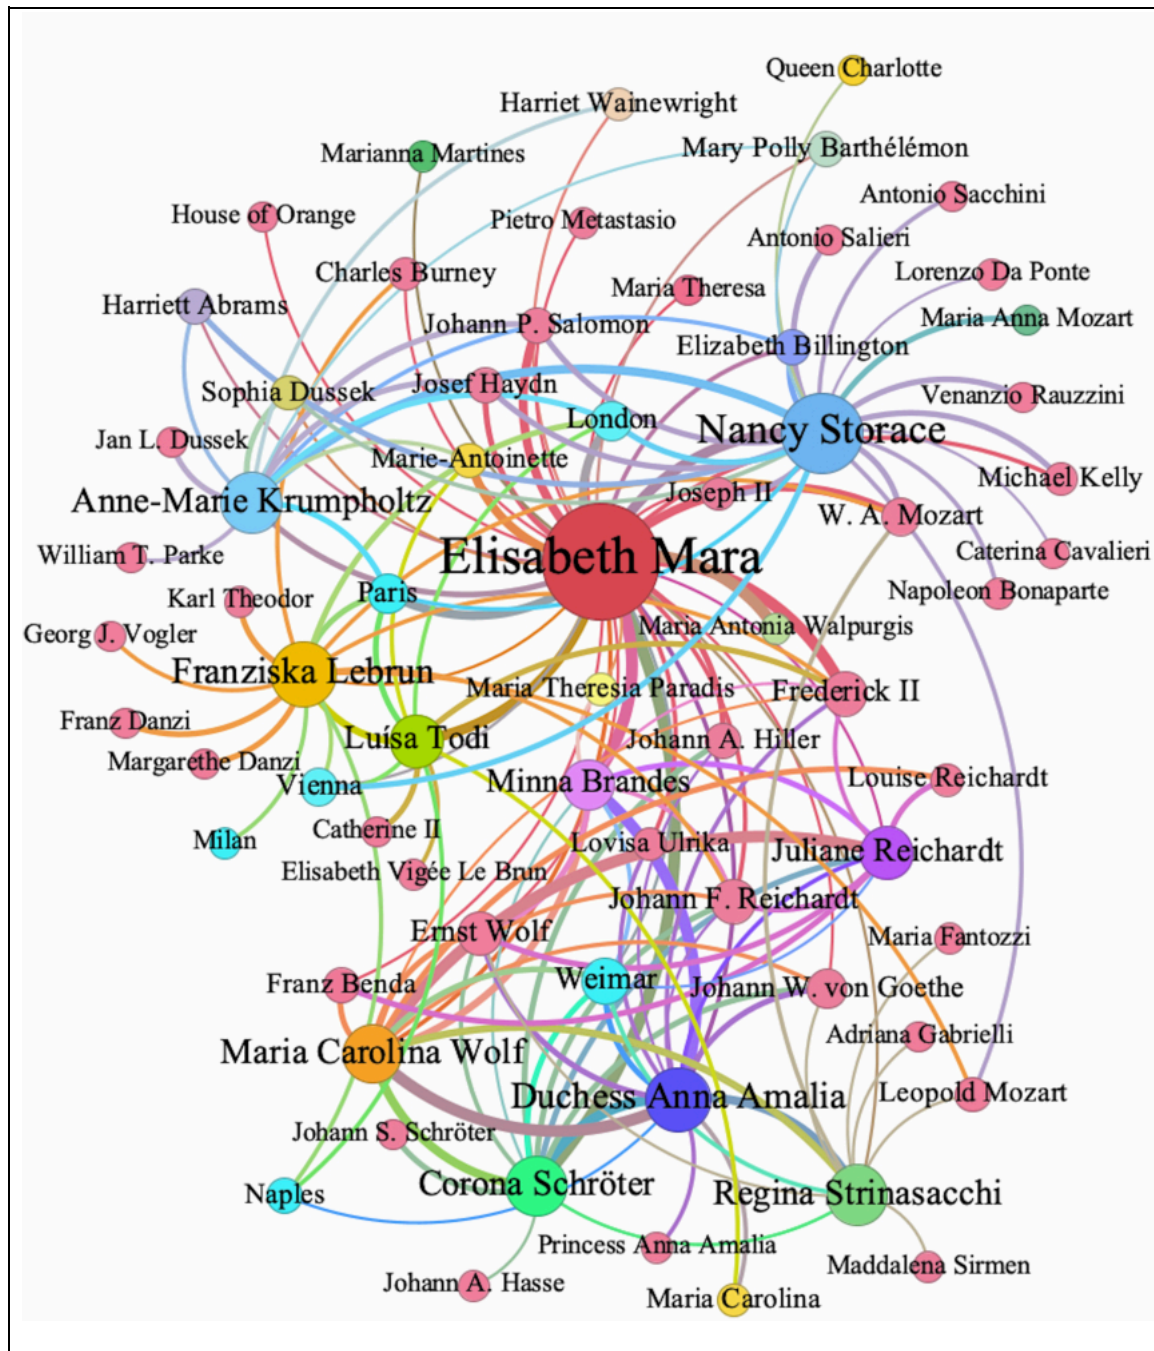 Queen Charlotte
Harriet Wainewright
Mary Polly Barthélémon
Marianna Martines
Antonio Sacchini
House of Orange
Pietro Metastasio
Antonio Salieri
Charles Burney
Lorenzo Da Ponte
Maria Theresa
Harriett Abrams
Maria Anna Mozart
Johann P. Salomon
Elizabeth Billington
Sophia Dussek
Josef Haydn
Venanzio Rauzzini
London
Nancy Storace
Jan L. Dussek
Marie-Antoinette
Michael Kelly
Joseph II
Anne-Marie Krumpholtz
W. A. Mozart
Caterina Cavalieri
William T. Parke
Elisabeth Mara
Napoleon Bonaparte
Paris
Karl Theodor
Maria Antonia Walpurgis
Georg J. Vogler
Franziska Lebrun
Maria Theresia Paradis
Frederick II
Franz Danzi
Luísa Todi
Johann A. Hiller
Margarethe Danzi
Louise Reichardt
Vienna
Minna Brandes
Catherine II
Milan
Lovisa Ulrika
Juliane Reichardt
Elisabeth Vigée Le Brun
Johann F. Reichardt
Ernst Wolf
Maria Fantozzi
Weimar
Franz Benda
Johann W. von Goethe
Adriana Gabrielli
Maria Carolina Wolf
Duchess Anna Amalia
Leopold Mozart
Johann S. Schröter
Corona Schröter
Regina Strinasacchi
Naples
Princess Anna Amalia
Maddalena Sirmen
Johann A. Hasse
Maria Carolina